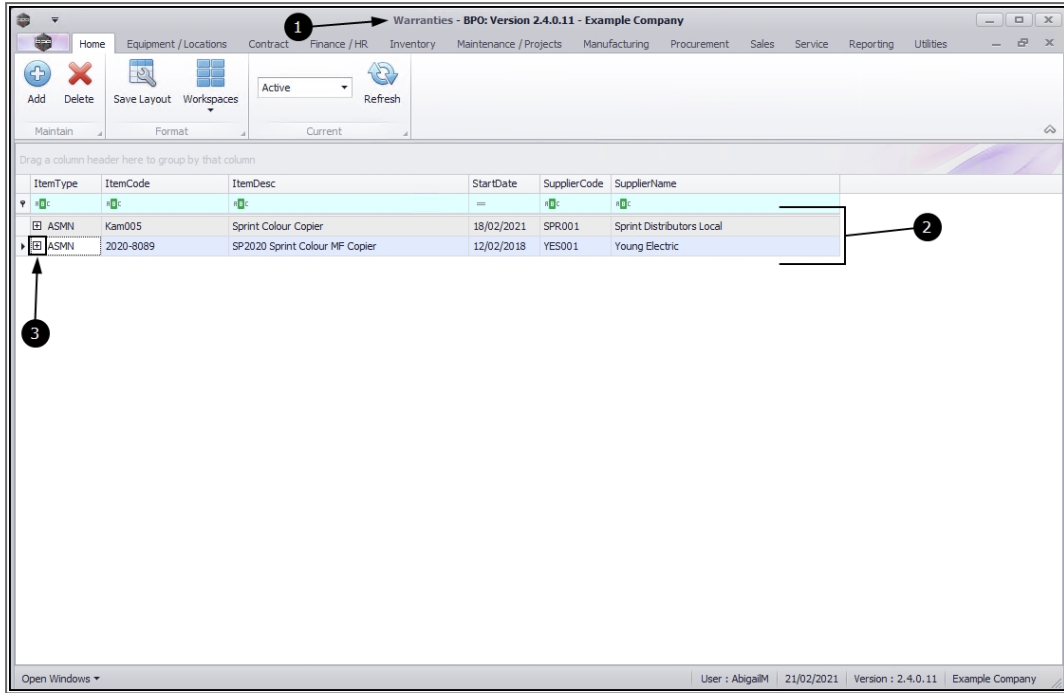 1
Warranties - BPO: Version 2.4.0.11 - Example Company
BPO
Home Equipment / Locations Contract Finance / HR Inventory Maintenance / Projects Manufacturing Procurement Sales Service Reporting Utilities
Active
Add Delete Save Layout Workspaces Refresh
Maintain Format Current
Drag a column header here to group by that column
ItemType ItemCode ItemDesc StartDate SupplierCode SupplierName
ASMN Kam005 Sprint Colour Copier 18/02/2021 SPR001 Sprint Distributors Local
2
ASMN 2020-8089 SP2020 Sprint Colour MF Copier 12/02/2018 YES001 Young Electric
3
Open Windows User : AbigailM 21/02/2021 Version : 2.4.0.11 Example Company